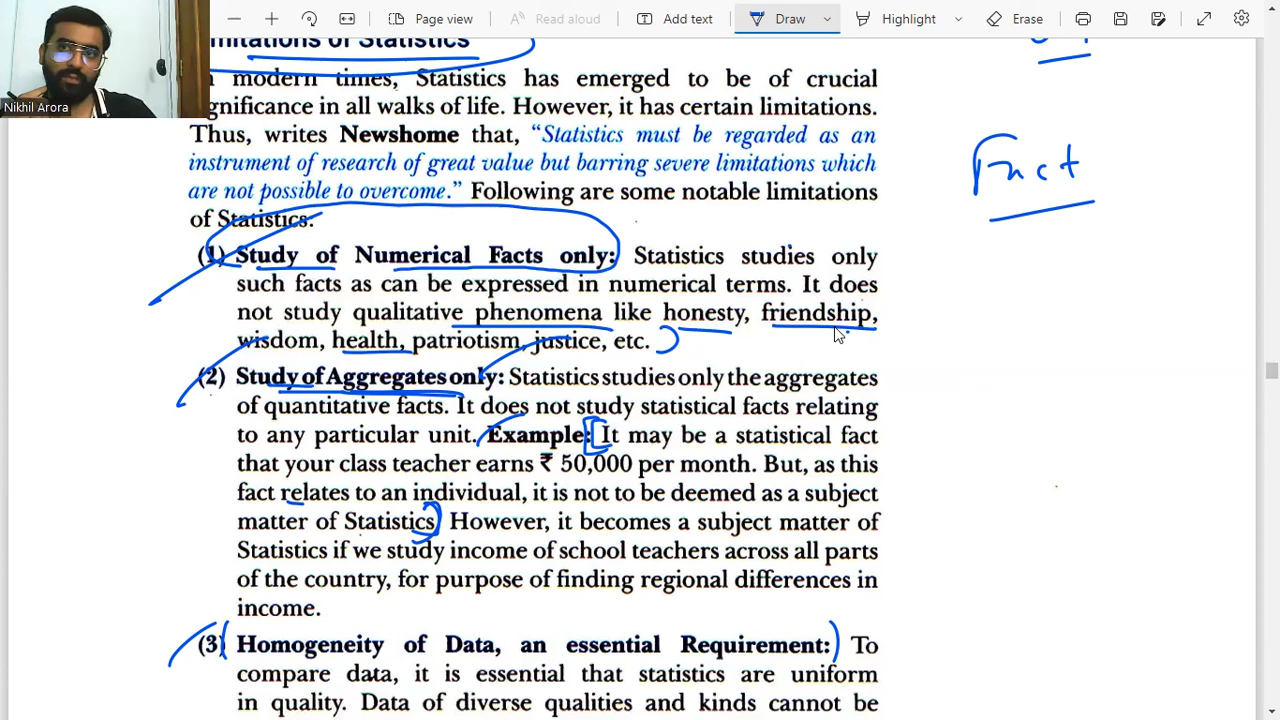 Page view
Read aloud
Add text
Draw
Highlight
Erase
Limitations of Statistics
Nikhil Arora
modern times, Statistics has emerged to be of crucial
significance in all walks of life. However, it has certain limitations.
Thus, writes Newshome that, “Statistics must be regarded as an
instrument of research of great value but barring severe limitations which
are not possible to overcome.” Following are some notable limitations
of Statistics:
Fact
(1) Study of Numerical Facts only: Statistics studies only
such facts as can be expressed in numerical terms. It does
not study qualitative phenomena like honesty, friendship,
wisdom, health, patriotism, justice, etc.
(2) Study of Aggregates only: Statistics studies only the aggregates
of quantitative facts. It does not study statistical facts relating
to any particular unit. Example: It may be a statistical fact
that your class teacher earns ₹ 50,000 per month. But, as this
fact relates to an individual, it is not to be deemed as a subject
matter of Statistics. However, it becomes a subject matter of
Statistics if we study income of school teachers across all parts
of the country, for purpose of finding regional differences in
income.
(3) Homogeneity of Data, an essential Requirement: To
compare data, it is essential that statistics are uniform
in quality. Data of diverse qualities and kinds cannot be